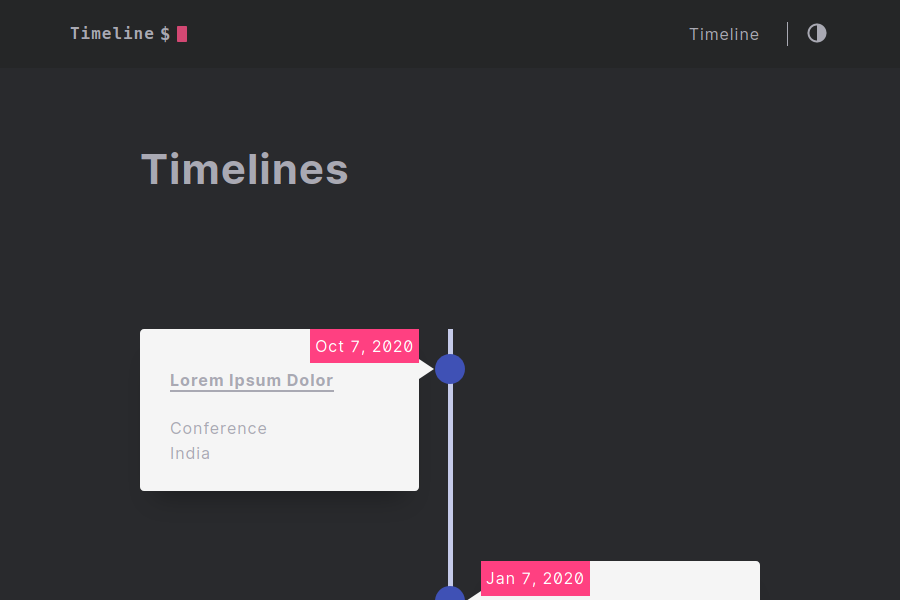 Timeline $
Timeline
Timelines
Oct 7, 2020
Lorem Ipsum Dolor
Conference
India
Jan 7, 2020